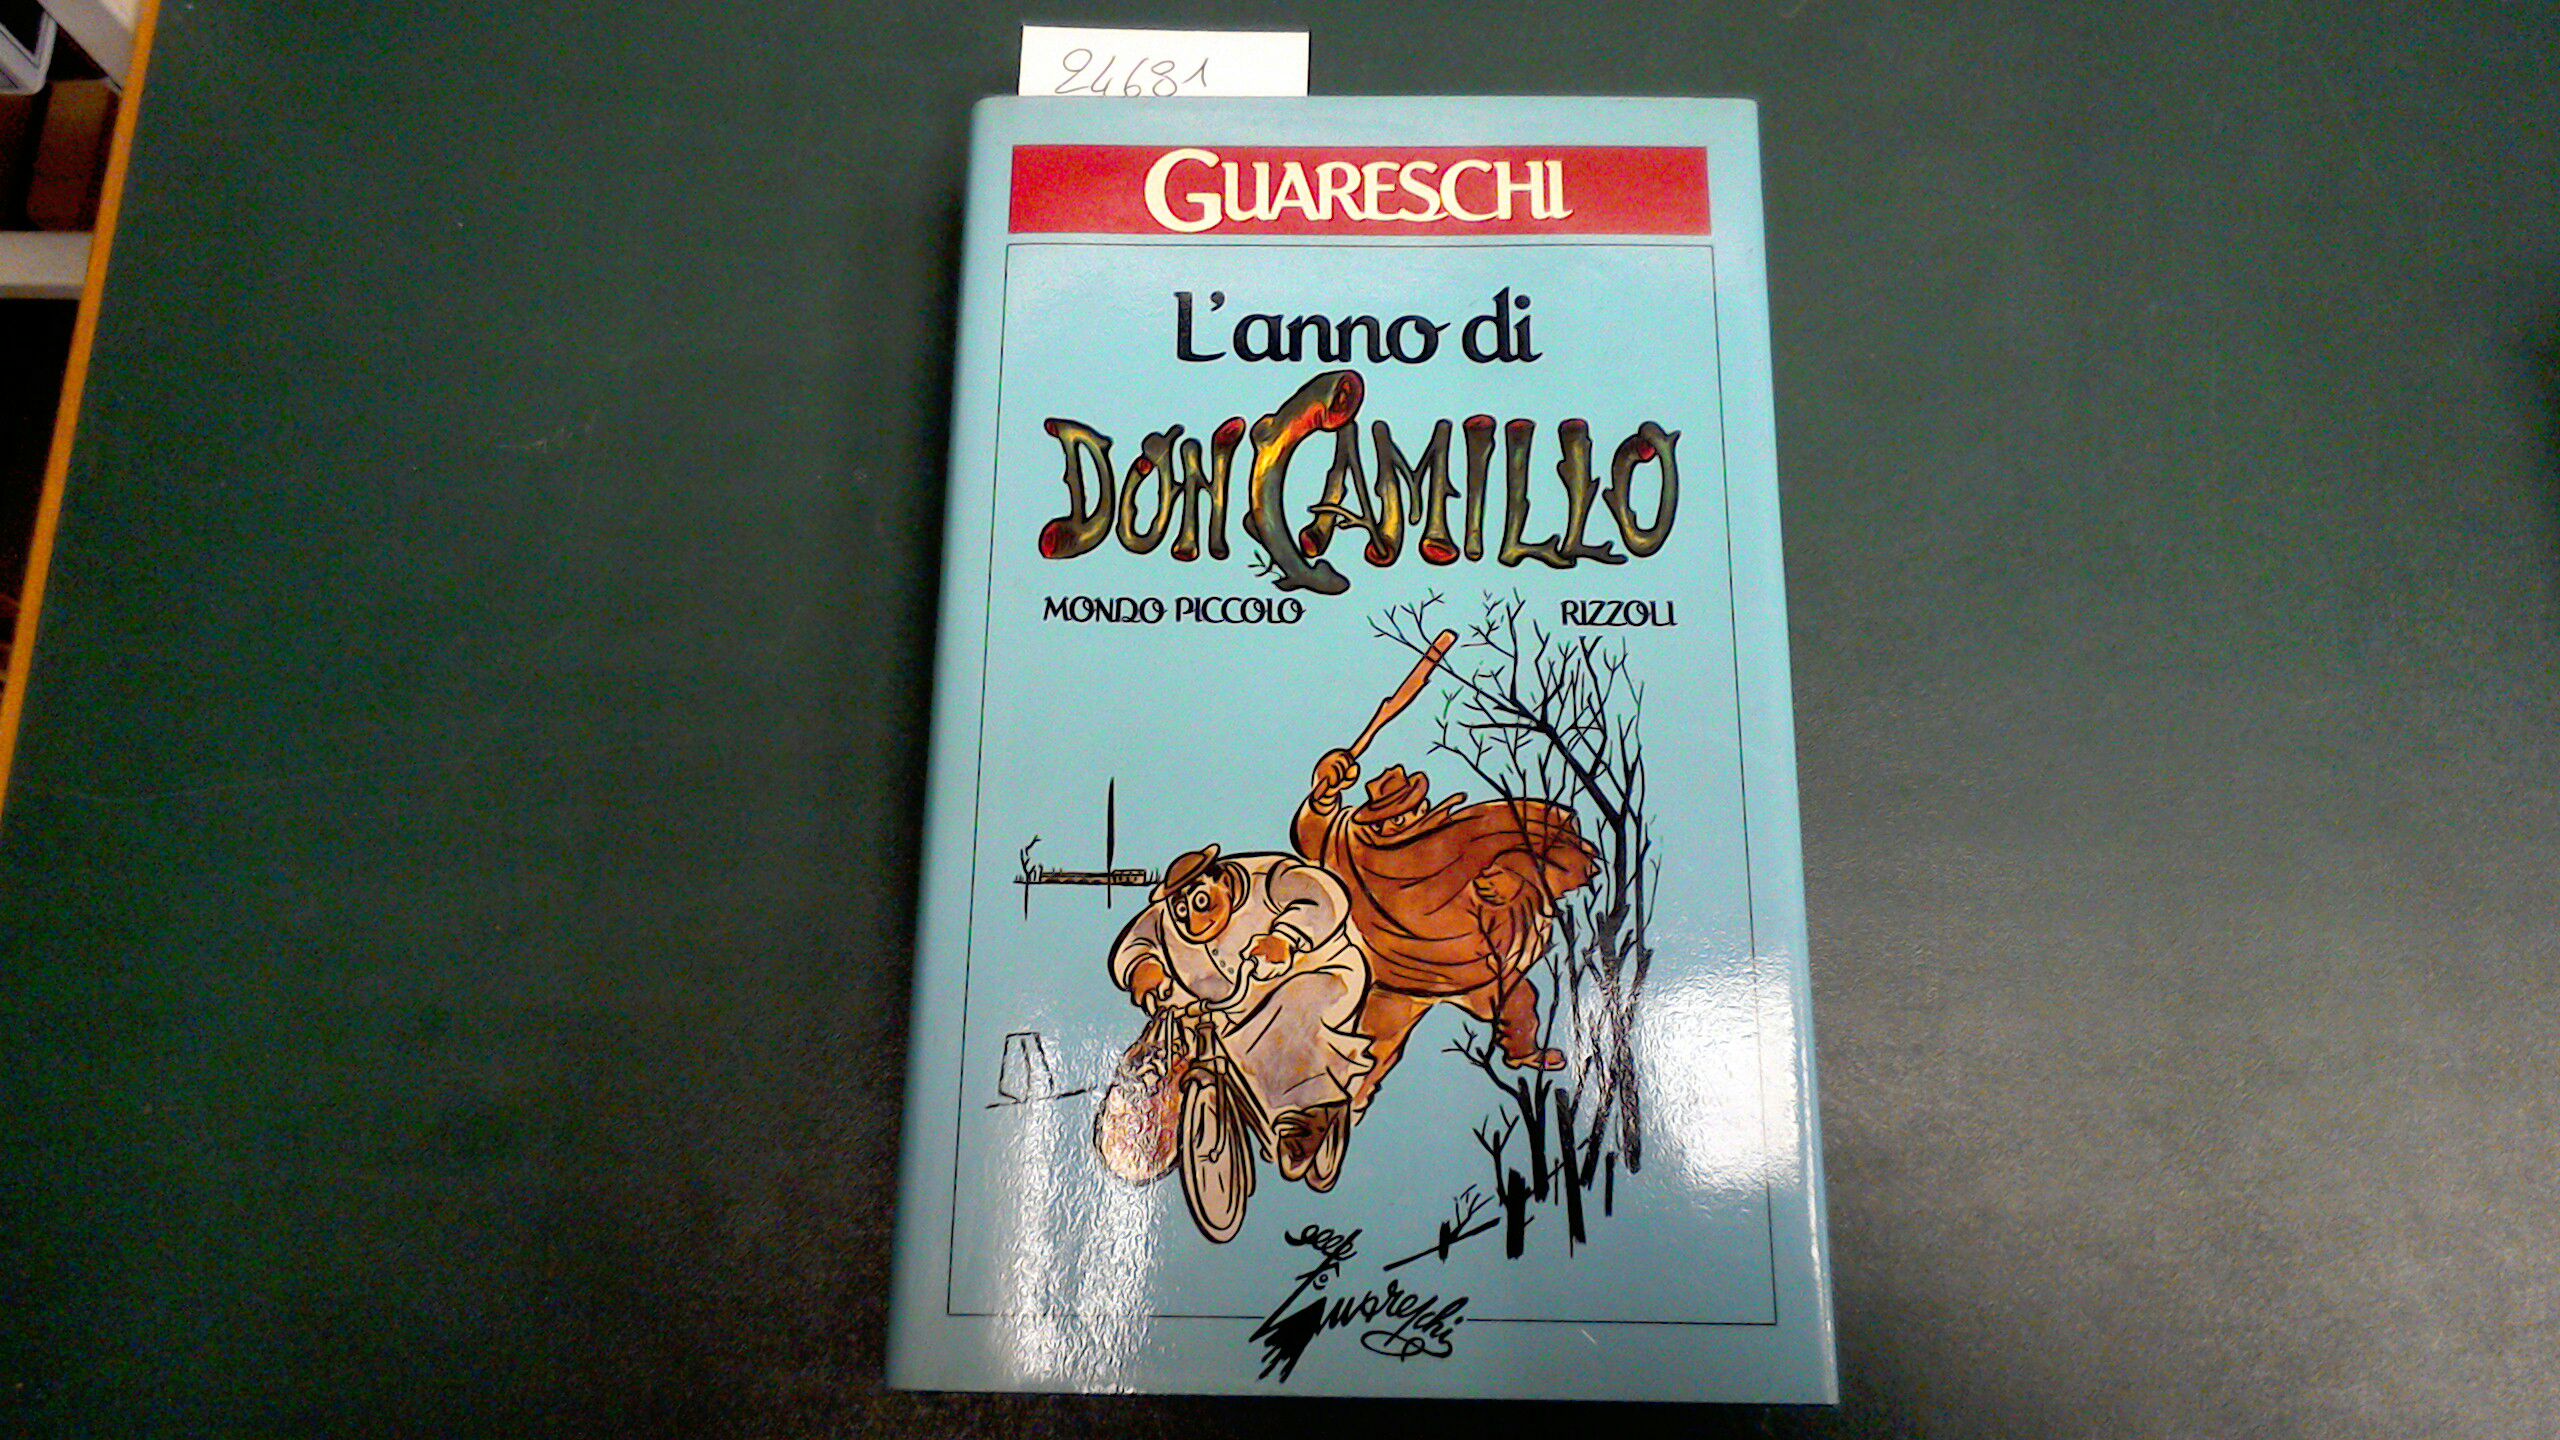 24681
GUARESCHI
L'anno di
DON CAMILLO
MONDO PICCOLO RIZZOLI
Guareschi